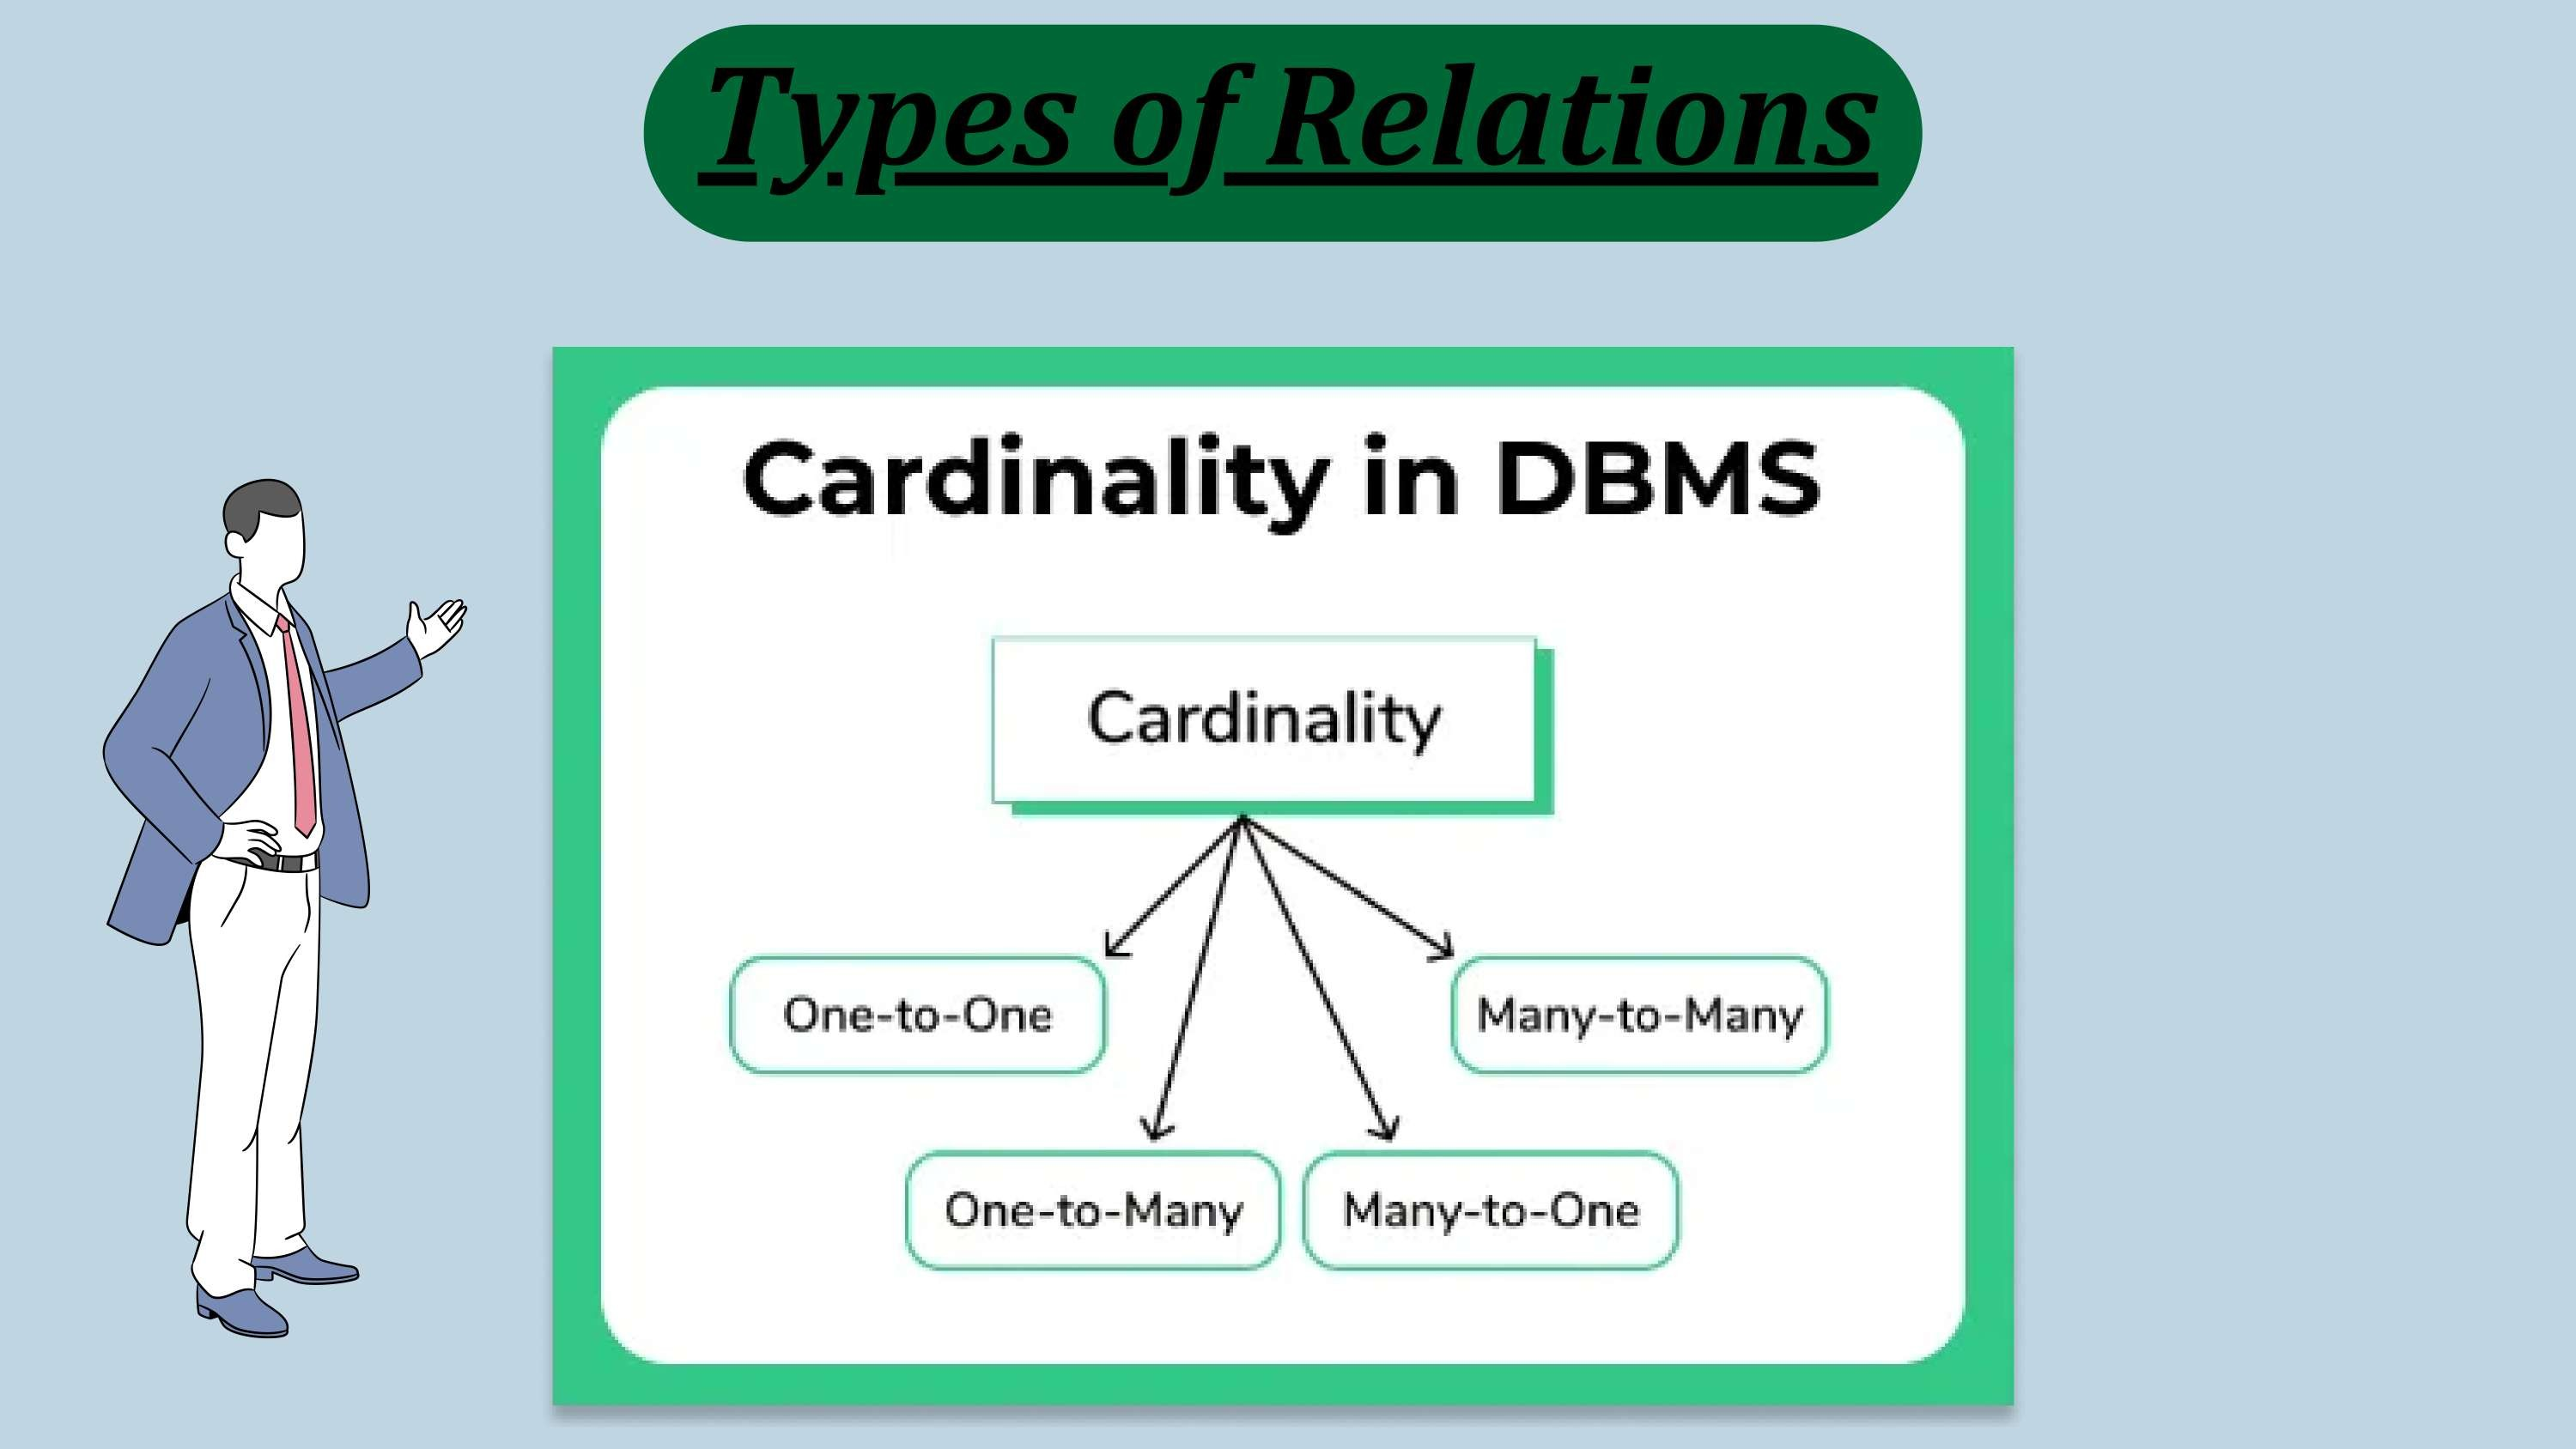 Types of Relations
Cardinality in DBMS
Cardinality
One-to-One
Many-to-Many
One-to-Many
Many-to-One